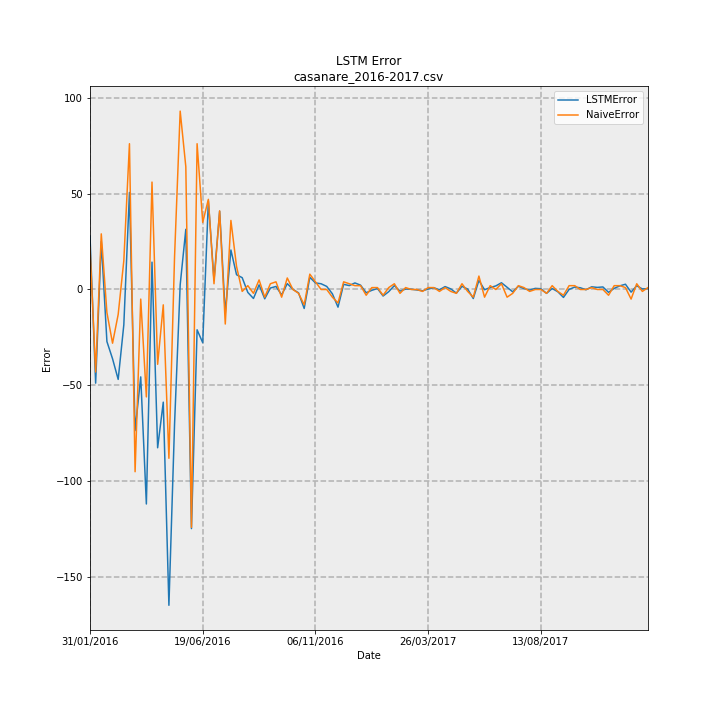 LSTM Error
casanare_2016-2017.csv
LSTMError
NaiveError
100
50
0
−50
−100
−150
Error
31/01/2016
19/06/2016
06/11/2016
26/03/2017
13/08/2017
Date